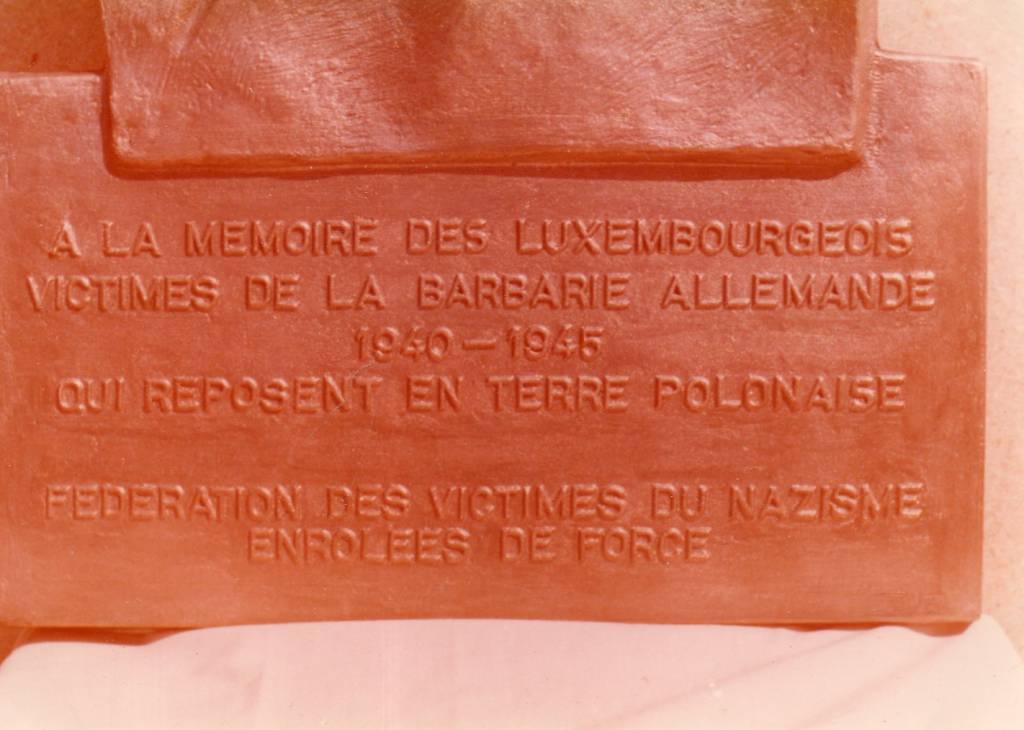 A LA MEMOIRE DES LUXEMBOURGEOIS
VICTIMES DE LA BARBARIE ALLEMANDE
1940-1945
QUI REPOSENT EN TERRE POLONAISE
FEDERATION DES VICTIMES DU NAZISME
ENROLEES DE FORCE